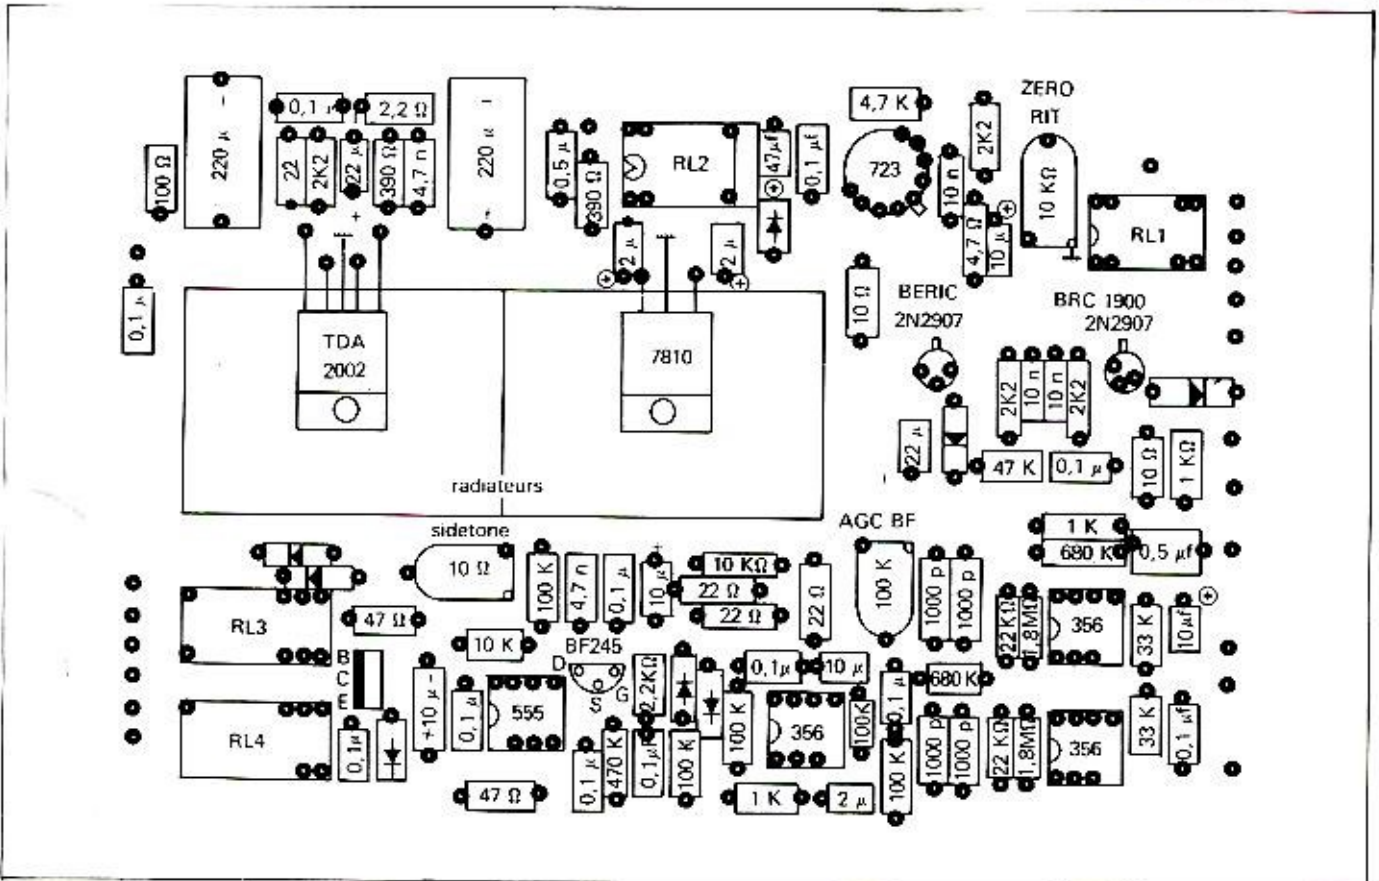 220 µ −
0,1 µ
2,2 Ω
220 µ −
+
100 Ω
22
2K2
22 µ
+
390 Ω
4,7 n
0,5 µ
390 Ω
RL2
47µf
0,1 µf
4,7 K
723
10 n
2K2
4,7 Ω
10 µ
ZERO
RIT
10 KΩ
RL1
0,1 µ
2 µ
+
2 µ
+
10 Ω
BERIC
2N2907
BRC 1900
2N2907
TDA
2002
7810
radiateurs
2K2
10 n
10 n
2K2
22 µ
47 K
0,1 µ
10 Ω
1 KΩ
sidetone
10 Ω
100 K
4,7 n
0,1 µ
10 µ
+
10 KΩ
22 Ω
22 Ω
22 Ω
AGC BF
100 K
1000 p
1000 p
1 K
680 K
0,5 µf
22 KΩ
1,8MΩ
356
33 K
10µf
+
RL3
47 Ω
10 K
BF245
D
S
G
B
C
E
RL4
0,1µ
+10 µ−
0,1 µ
555
47 Ω
0,1 µ
470 K
2,2KΩ
0,1µF
100 K
100 K
0,1µ
10 µ
356
100K
1 K
2 µ
0,1 µ
680 K
100 K
1000 p
1000 p
22 KΩ
1,8MΩ
356
33 K
0,1 µf